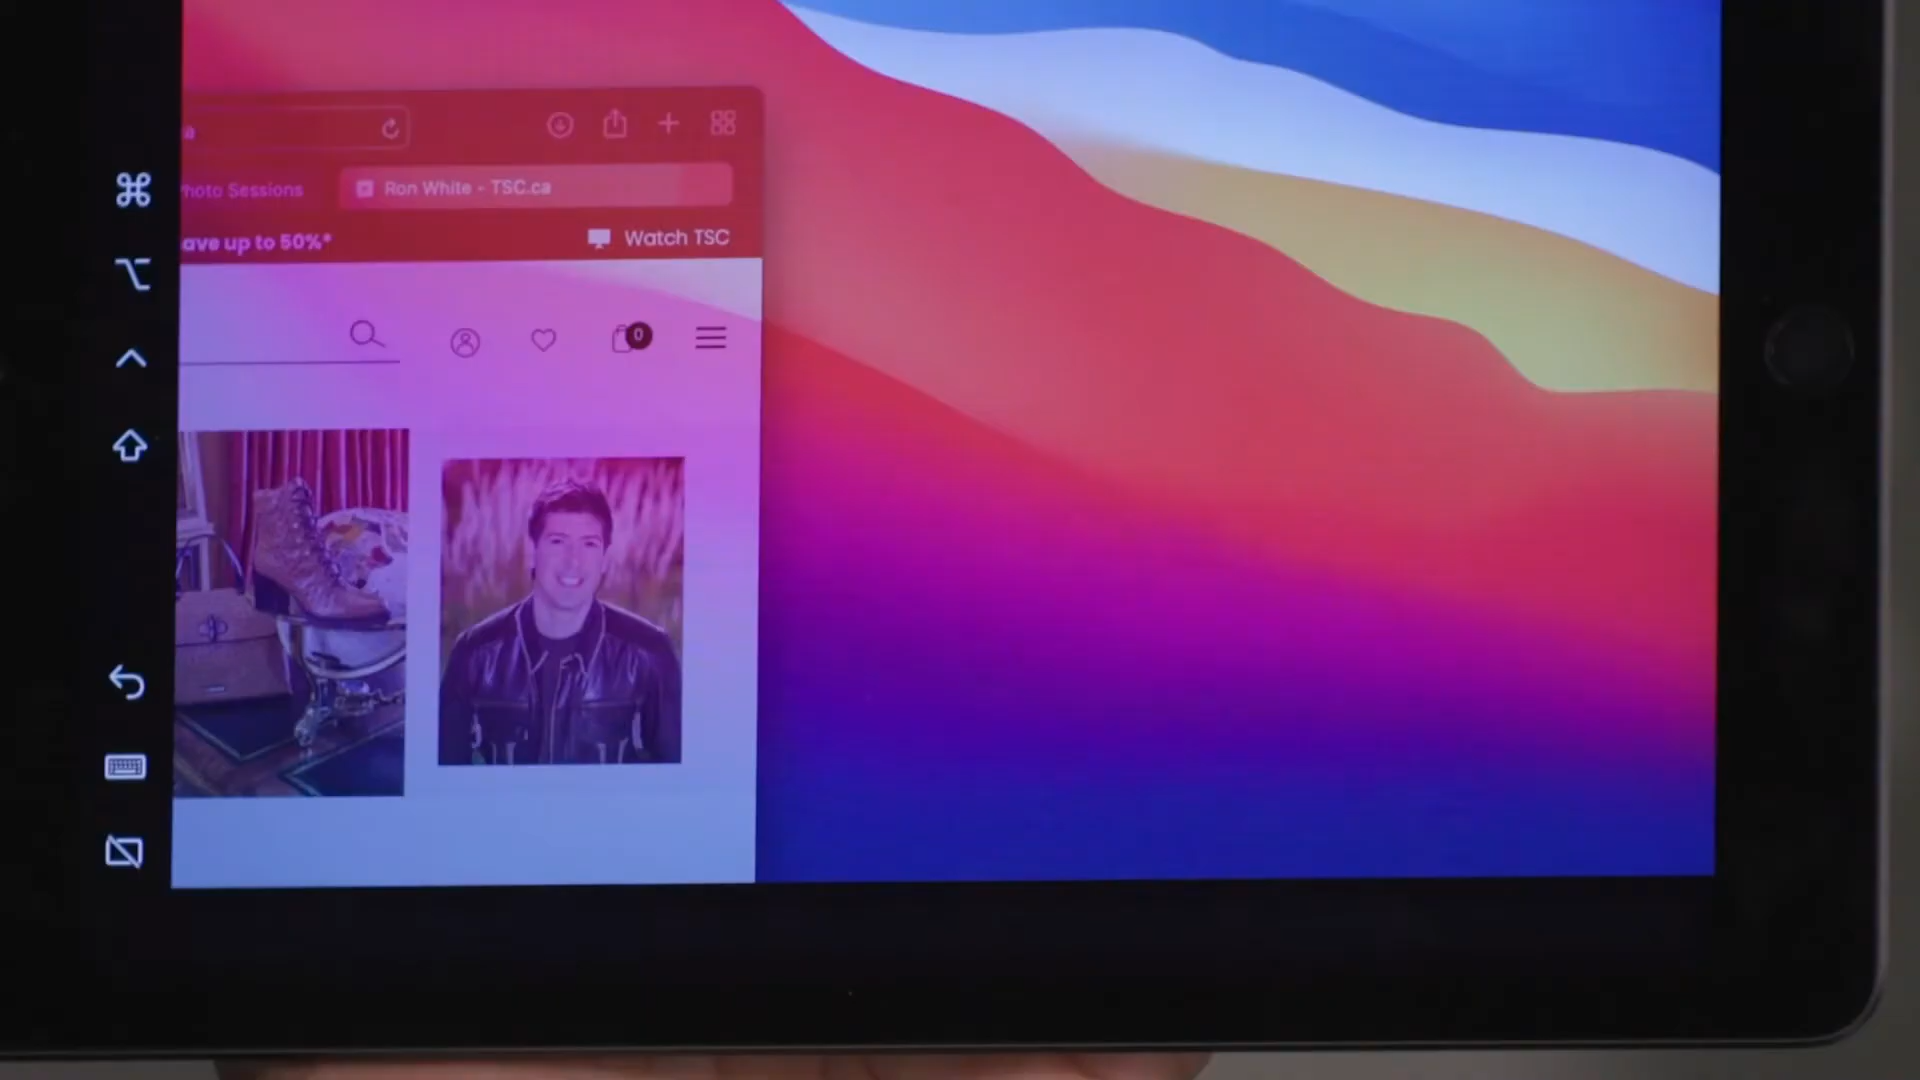 a
hoto Sessions
Ron White - TSC.ca
ave up to 50%*
Watch TSC
0